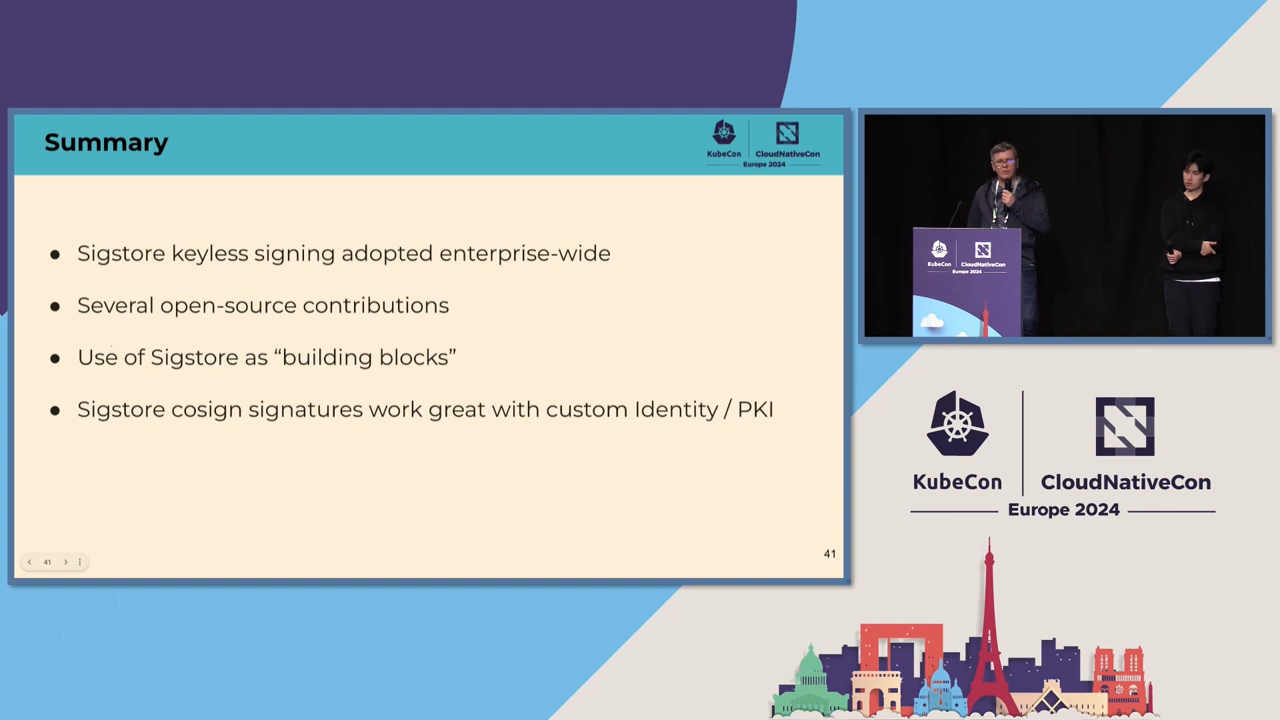 Summary
KubeCon
CloudNativeCon
Europe 2024
● Sigstore keyless signing adopted enterprise-wide
● Several open-source contributions
● Use of Sigstore as “building blocks”
● Sigstore cosign signatures work great with custom Identity / PKI
41
41
KubeCon
CloudNativeCon
Europe 2024
KubeCon
CloudNativeCon
Europe 2024